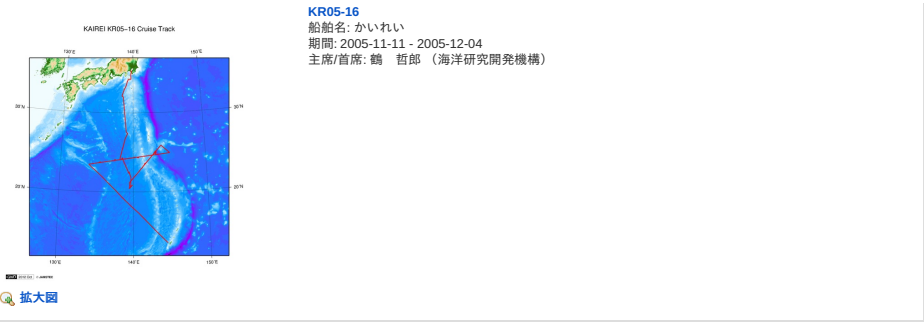 KR05-16
船舶名: かいれい
期間: 2005-11-11 - 2005-12-04
主席/首席: 鶴　哲郎 （海洋研究開発機構）
KAIREI KR05-16 Cruise Track
130°E 140°E 150°E
30°N 30°N
20°N 20°N
130°E 140°E 150°E
拡大図